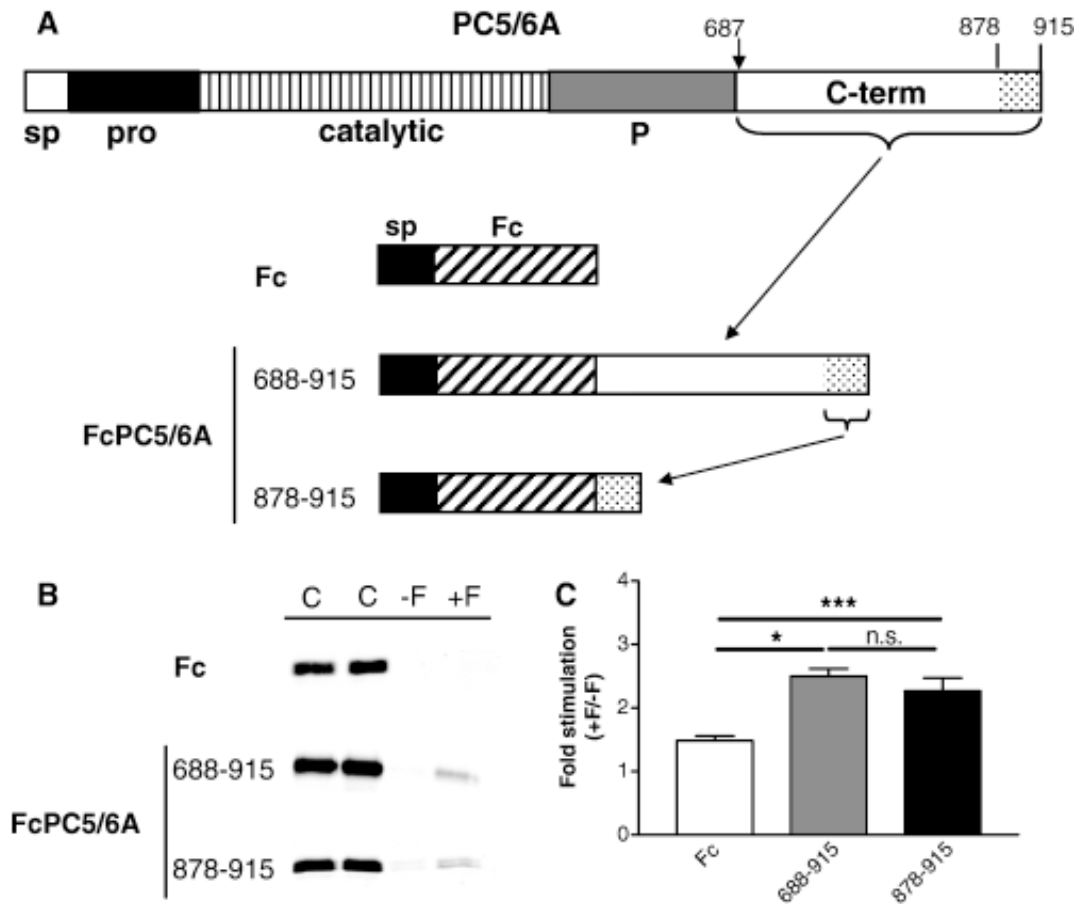 A PC5/6A 687 878 915
C-term
sp pro catalytic P
sp Fc
Fc
688-915
FcPC5/6A
878-915
B C C -F +F
Fc
688-915
FcPC5/6A
878-915
C
Fold stimulation
(+F/-F)
4
3
2
1
0
***
* n.s.
Fc 688-915 878-915